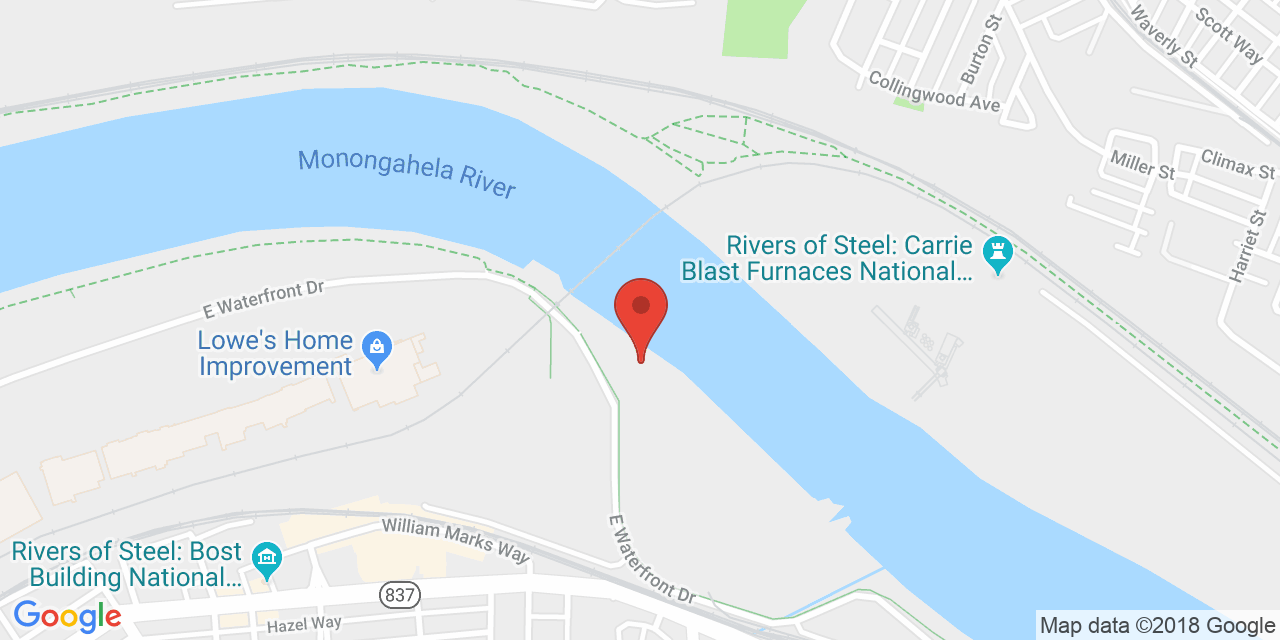 Scott Way
Waverly St
Burton St
Collingwood Ave
Miller St
Climax St
Harriet St
Monongahela River
Rivers of Steel: Carrie
Blast Furnaces National...
E Waterfront Dr
Lowe's Home
Improvement
William Marks Way
E Waterfront Dr
Rivers of Steel: Bost
Building National...
837
Hazel Way
Google
Map data ©2018 Google